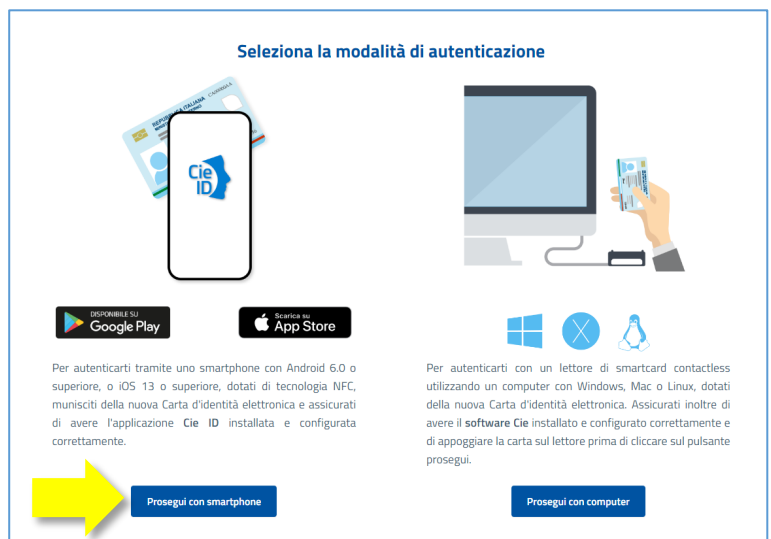 Seleziona la modalità di autenticazione
REPUBBLICA ITALIANA
Cie
ID
DISPONIBILE SU
Google Play
Scarica su
App Store
Per autenticarti tramite uno smartphone con Android 6.0 o
superiore, o iOS 13 o superiore, dotati di tecnologia NFC,
munisciti della nuova Carta d'identità elettronica e assicurati
di avere l'applicazione Cie ID installata e configurata
correttamente.
Prosegui con smartphone
Per autenticarti con un lettore di smartcard contactless
utilizzando un computer con Windows, Mac o Linux, dotati
della nuova Carta d'identità elettronica. Assicurati inoltre di
avere il software Cie installato e configurato correttamente e
di appoggiare la carta sul lettore prima di cliccare sul pulsante
prosegui.
Prosegui con computer